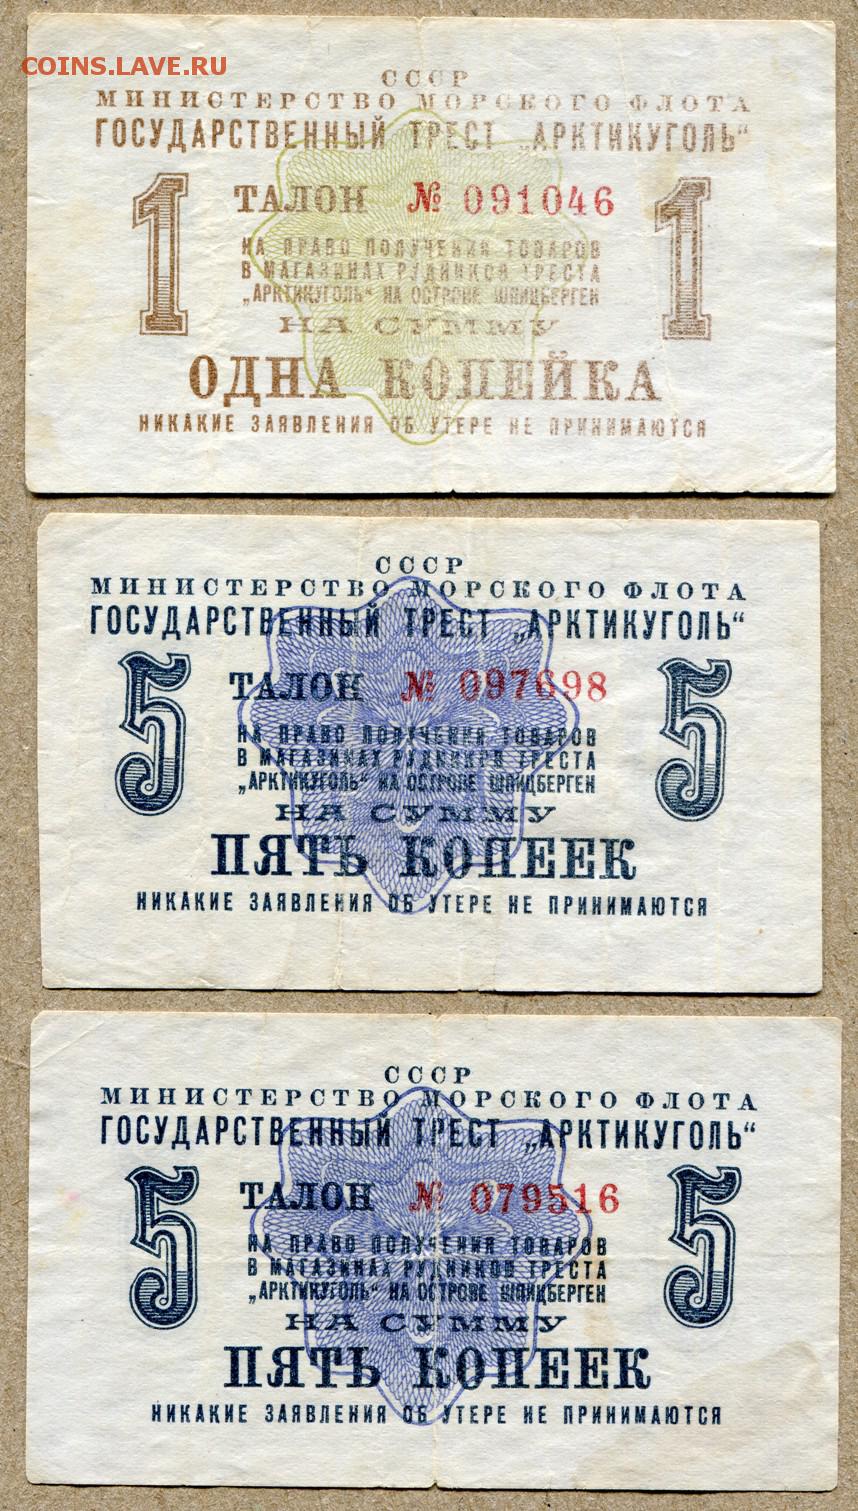 COINS.LAVE.RU
СССР
МИНИСТЕРСТВО МОРСКОГО ФЛОТА
ГОСУДАРСТВЕННЫЙ ТРЕСТ „АРКТИКУГОЛЬ“
1 ТАЛОН № 091046 1
НА ПРАВО ПОЛУЧЕНИЯ ТОВАРОВ
В МАГАЗИНАХ РУДНИКОВ ТРЕСТА
„АРКТИКУГОЛЬ“ НА ОСТРОВЕ ШПИЦБЕРГЕН
НА СУММУ
ОДНА КОПЕЙКА
НИКАКИЕ ЗАЯВЛЕНИЯ ОБ УТЕРЕ НЕ ПРИНИМАЮТСЯ
СССР
МИНИСТЕРСТВО МОРСКОГО ФЛОТА
ГОСУДАРСТВЕННЫЙ ТРЕСТ „АРКТИКУГОЛЬ“
5 ТАЛОН № 097698 5
НА ПРАВО ПОЛУЧЕНИЯ ТОВАРОВ
В МАГАЗИНАХ РУДНИКОВ ТРЕСТА
„АРКТИКУГОЛЬ“ НА ОСТРОВЕ ШПИЦБЕРГЕН
НА СУММУ
ПЯТЬ КОПЕЕК
НИКАКИЕ ЗАЯВЛЕНИЯ ОБ УТЕРЕ НЕ ПРИНИМАЮТСЯ
СССР
МИНИСТЕРСТВО МОРСКОГО ФЛОТА
ГОСУДАРСТВЕННЫЙ ТРЕСТ „АРКТИКУГОЛЬ“
5 ТАЛОН № 079516 5
НА ПРАВО ПОЛУЧЕНИЯ ТОВАРОВ
В МАГАЗИНАХ РУДНИКОВ ТРЕСТА
„АРКТИКУГОЛЬ“ НА ОСТРОВЕ ШПИЦБЕРГЕН
НА СУММУ
ПЯТЬ КОПЕЕК
НИКАКИЕ ЗАЯВЛЕНИЯ ОБ УТЕРЕ НЕ ПРИНИМАЮТСЯ